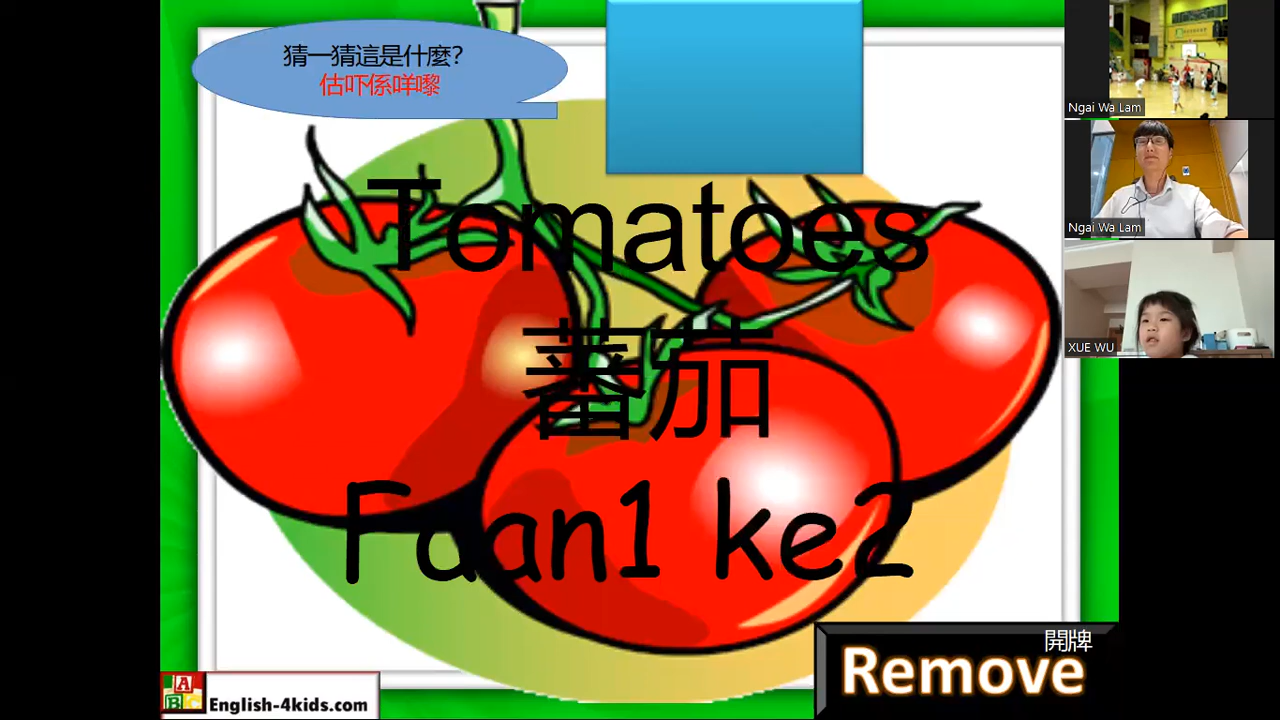 猜一猜這是什麼?
估吓係咩嚟
Tomatoes
蕃茄
Faan1 ke2
開牌
Remove
ABC
English-4kids.com
Ngai Wa Lam
Ngai Wa Lam
XUE WU